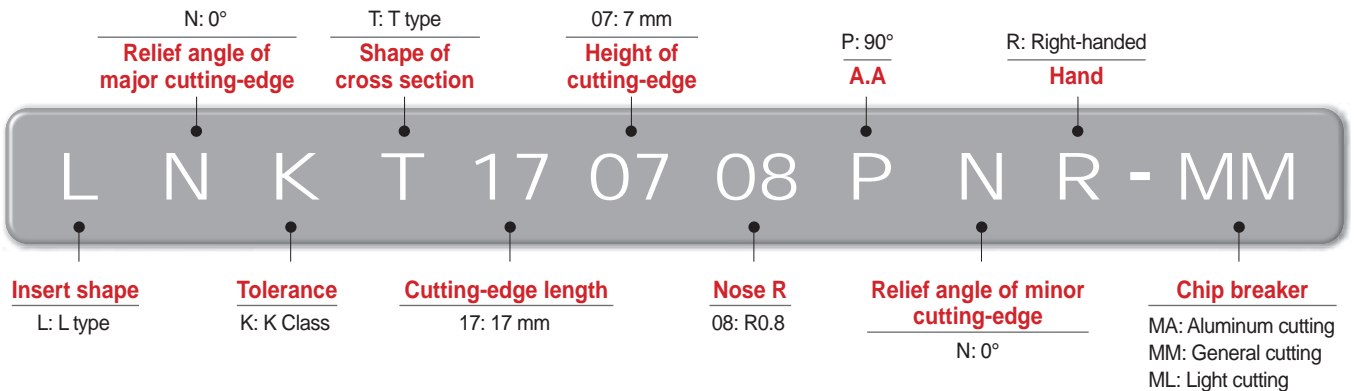 N: 0°
Relief angle of
major cutting-edge
T: T type
Shape of
cross section
07: 7 mm
Height of
cutting-edge
P: 90°
A.A
R: Right-handed
Hand
L N K T 17 07 08 P N R - MM
Insert shape
L: L type
Tolerance
K: K Class
Cutting-edge length
17: 17 mm
Nose R
08: R0.8
Relief angle of minor
cutting-edge
N: 0°
Chip breaker
MA: Aluminum cutting
MM: General cutting
ML: Light cutting